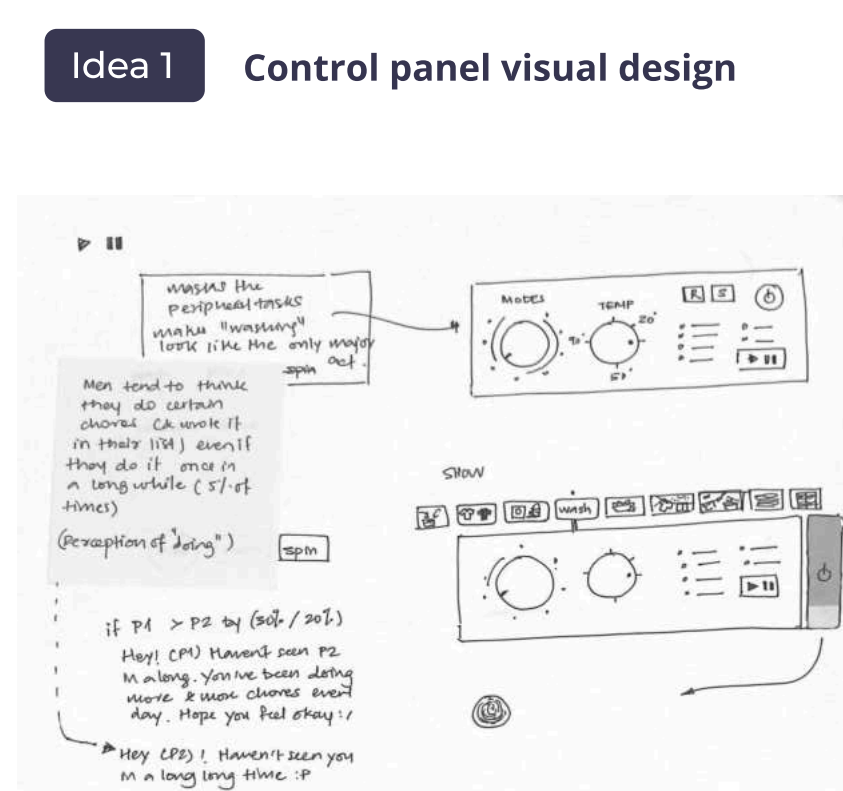 Idea 1
Control panel visual design
masks the
peripheral tasks
makes "washing"
look like the only major
act.
spin
Men tend to think
they do certain
chores (& wrote it
in their list) even if
they do it once in
a long while (5% of
times)
(Perception of "doing")
spin
if P1 > P2 by (30% / 20%)
Hey! (P1) Haven't seen P2
in a long. You've been doing
more & more chores every
day. Hope you feel okay :/
Hey (P2)! Haven't seen you
in a long long time :P
MODES
TEMP
20°
90°
R S
SHOW
wash